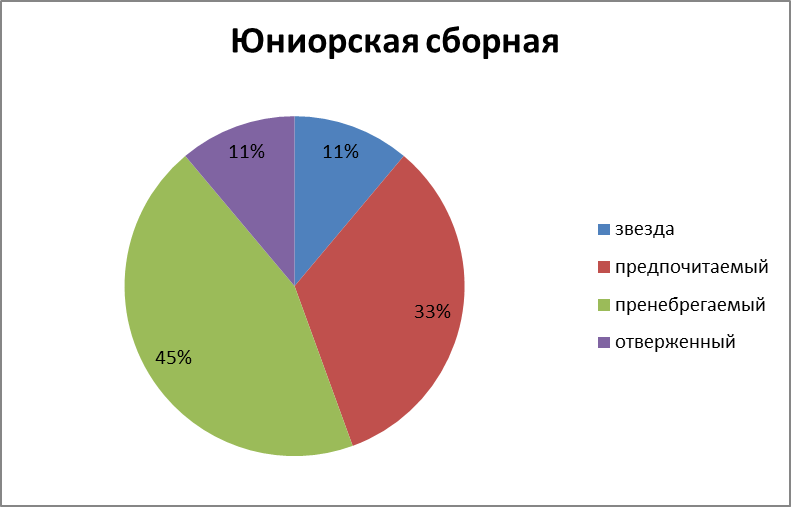 Юниорская сборная
11%
11%
33%
45%
звезда
предпочитаемый
пренебрегаемый
отверженный